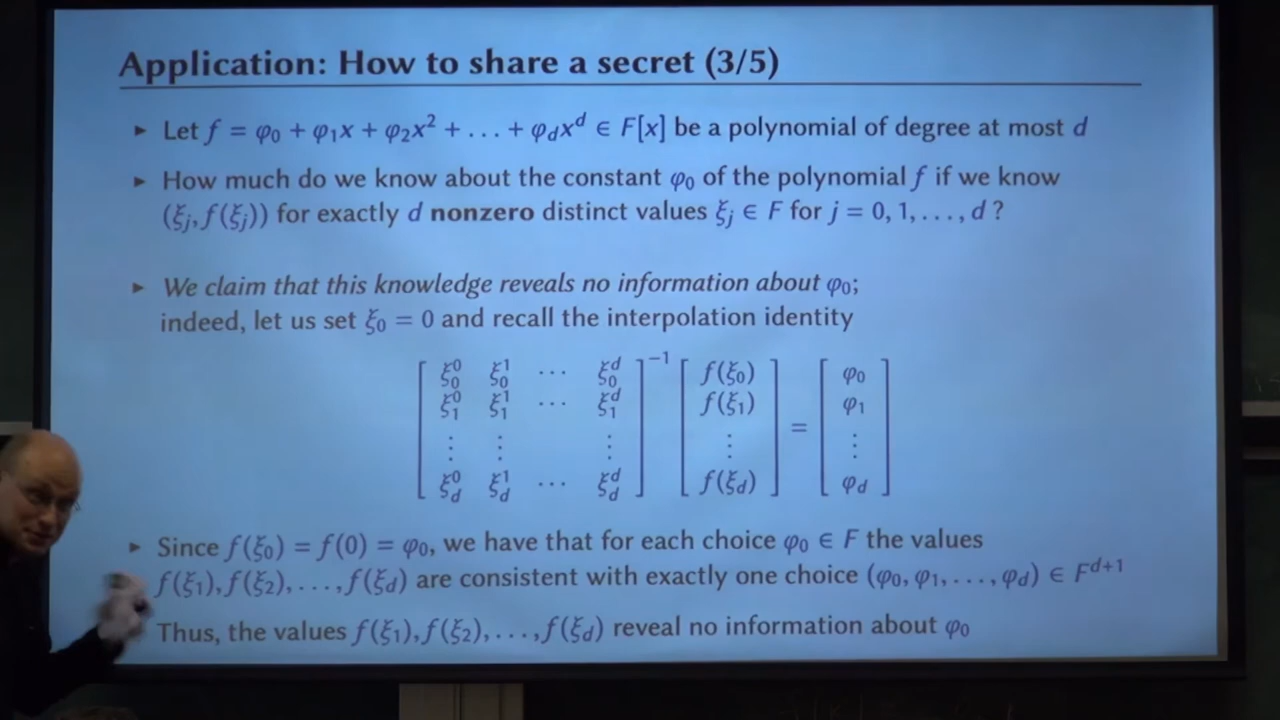 Application: How to share a secret (3/5)
► Let f = φ₀ + φ₁x + φ₂x² + . . . + φ_dx^d ∈ F[x] be a polynomial of degree at most d
► How much do we know about the constant φ₀ of the polynomial f if we know
(ξ_j, f(ξ_j)) for exactly d nonzero distinct values ξ_j ∈ F for j = 0, 1, . . . , d ?
► We claim that this knowledge reveals no information about φ₀;
indeed, let us set ξ₀ = 0 and recall the interpolation identity
[ ξ₀⁰ ξ₀¹ ⋯ ξ₀^d ]⁻¹ [ f(ξ₀) ] [ φ₀ ]
ξ₁⁰ ξ₁¹ ⋯ ξ₁^d f(ξ₁) φ₁
⋮ ⋮ ⋮ ⋮ = ⋮
ξ_d⁰ ξ_d¹ ⋯ ξ_d^d f(ξ_d) φ_d
► Since f(ξ₀) = f(0) = φ₀, we have that for each choice φ₀ ∈ F the values
f(ξ₁), f(ξ₂), . . . , f(ξ_d) are consistent with exactly one choice (φ₀, φ₁, . . . , φ_d) ∈ F^{d+1}
Thus, the values f(ξ₁), f(ξ₂), . . . , f(ξ_d) reveal no information about φ₀